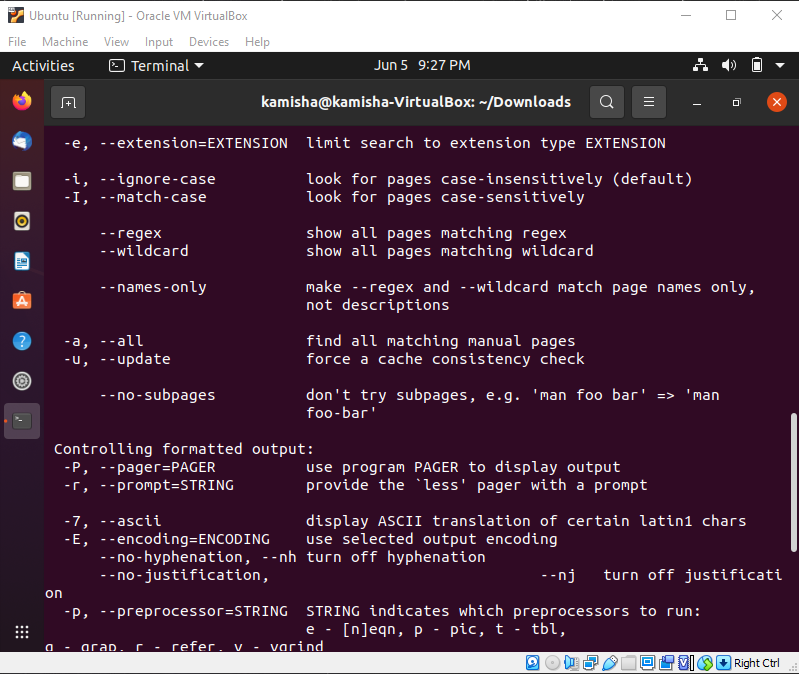 Ubuntu [Running] - Oracle VM VirtualBox
File Machine View Input Devices Help
Activities Terminal Jun 5 9:27 PM
kamisha@kamisha-VirtualBox: ~/Downloads
-e, --extension=EXTENSION limit search to extension type EXTENSION
-i, --ignore-case look for pages case-insensitively (default)
-I, --match-case look for pages case-sensitively
--regex show all pages matching regex
--wildcard show all pages matching wildcard
--names-only make --regex and --wildcard match page names only,
not descriptions
-a, --all find all matching manual pages
-u, --update force a cache consistency check
--no-subpages don't try subpages, e.g. 'man foo bar' => 'man
foo-bar'
Controlling formatted output:
-P, --pager=PAGER use program PAGER to display output
-r, --prompt=STRING provide the `less' pager with a prompt
-7, --ascii display ASCII translation of certain latin1 chars
-E, --encoding=ENCODING use selected output encoding
--no-hyphenation, --nh turn off hyphenation
--no-justification, --nj turn off justificati
on
-p, --preprocessor=STRING STRING indicates which preprocessors to run:
e - [n]eqn, p - pic, t - tbl,
g - grap, r - refer, v - vgrind
Right Ctrl